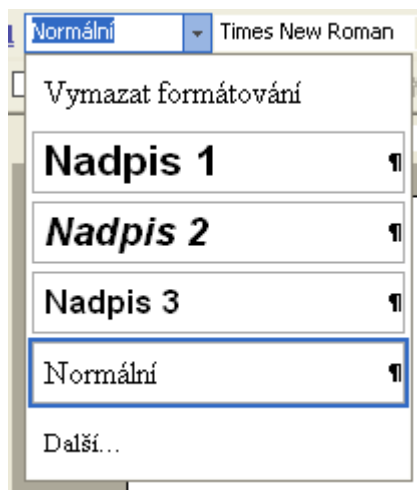 Normální Times New Roman
Vymazat formátování
Nadpis 1 ¶
Nadpis 2 ¶
Nadpis 3 ¶
Normální ¶
Další...